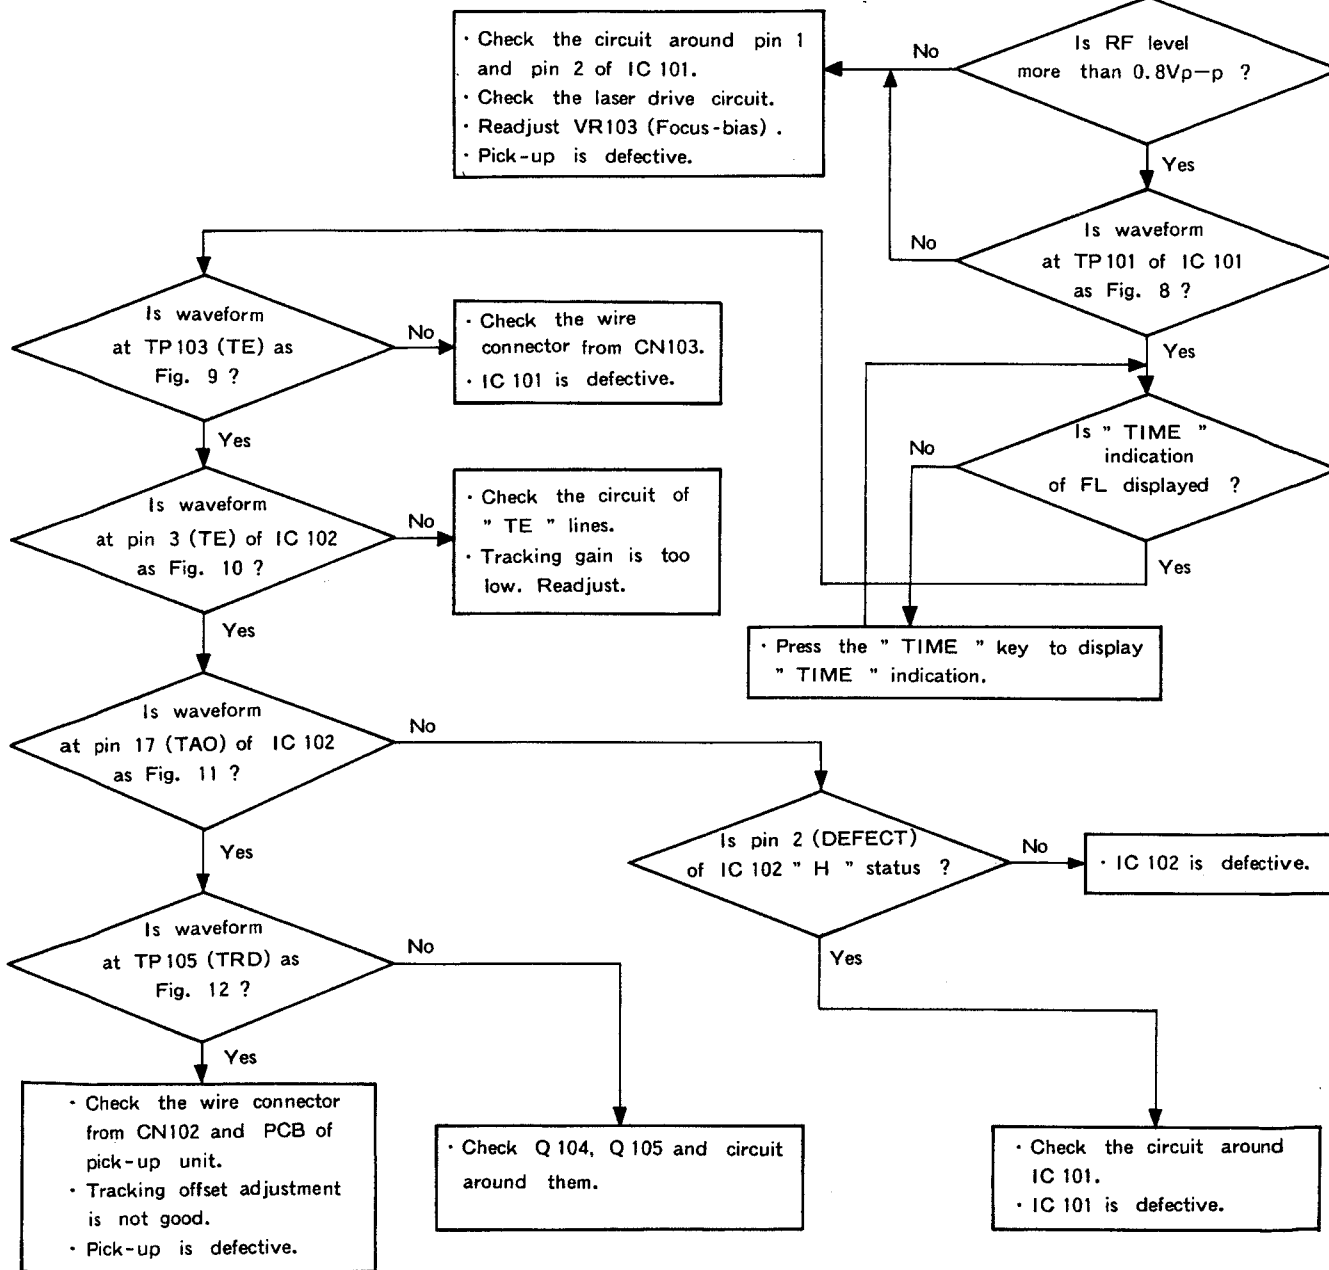 · Check the circuit around pin 1
and pin 2 of IC 101.
· Check the laser drive circuit.
· Readjust VR103 (Focus-bias) .
· Pick-up is defective.
No
Is RF level
more than 0.8Vp-p ?
Yes
No
Is waveform
at TP101 of IC 101
as Fig. 8 ?
Yes
Is waveform
at TP103 (TE) as
Fig. 9 ?
No
· Check the wire
connector from CN103.
· IC 101 is defective.
Yes
No
Is " TIME "
indication
of FL displayed ?
Yes
Is waveform
at pin 3 (TE) of IC 102
as Fig. 10 ?
No
· Check the circuit of
" TE " lines.
· Tracking gain is too
low. Readjust.
Yes
· Press the " TIME " key to display
" TIME " indication.
Is waveform
at pin 17 (TAO) of IC 102
as Fig. 11 ?
No
Yes
Is pin 2 (DEFECT)
of IC 102 " H " status ?
No
· IC 102 is defective.
Yes
Is waveform
at TP105 (TRD) as
Fig. 12 ?
No
Yes
· Check the wire connector
from CN102 and PCB of
pick-up unit.
· Tracking offset adjustment
is not good.
· Pick-up is defective.
· Check Q104, Q105 and circuit
around them.
· Check the circuit around
IC 101.
· IC 101 is defective.